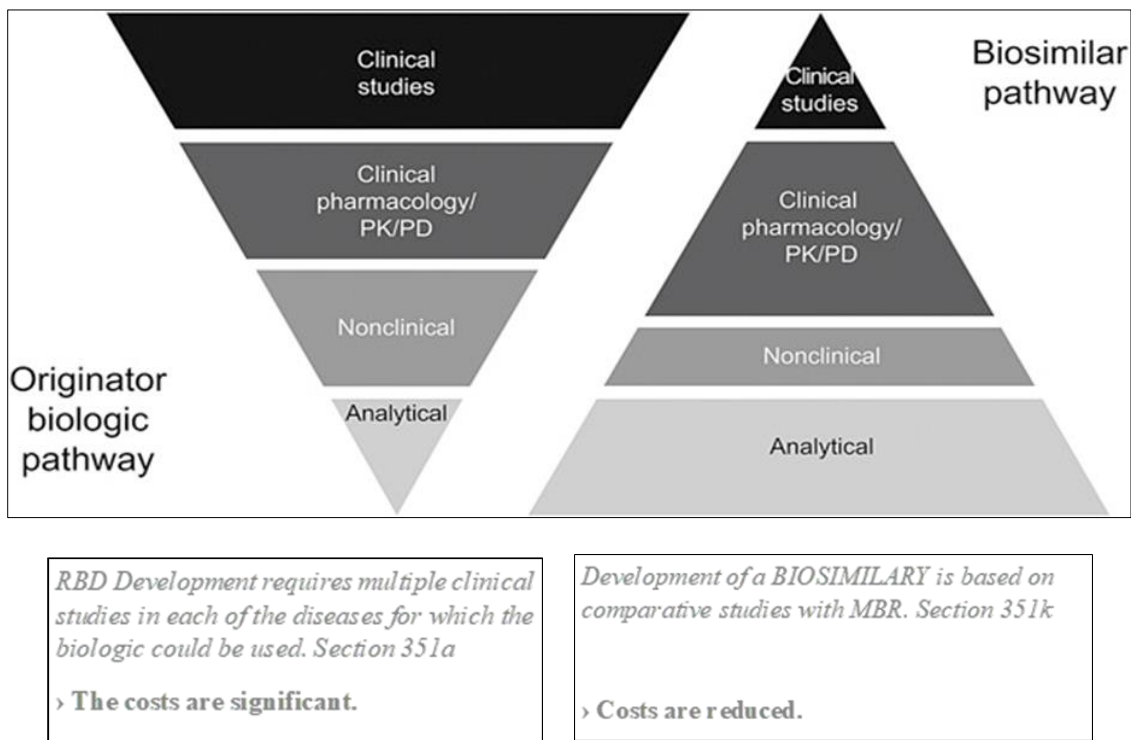 Clinical
studies
Clinical
pharmacology/
PK/PD
Nonclinical
Analytical
Originator
biologic
pathway
Biosimilar
pathway
Clinical
studies
Clinical
pharmacology/
PK/PD
Nonclinical
Analytical
RBD Development requires multiple clinical
studies in each of the diseases for which the
biologic could be used. Section 351a
› The costs are significant.
Development of a BIOSIMILARY is based on
comparative studies with MBR. Section 351k
› Costs are reduced.